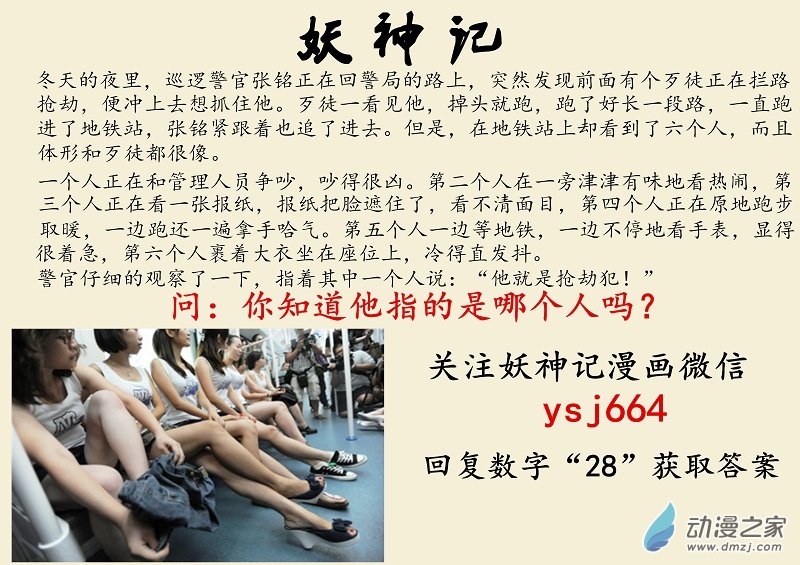 妖神记
冬天的夜里，巡逻警官张铭正在回警局的路上，突然发现前面有个歹徒正在拦路
抢劫，便冲上去想抓住他。歹徒一看见他，掉头就跑，跑了好长一段路，一直跑
进了地铁站，张铭紧跟着也追了进去。但是，在地铁站上却看到了六个人，而且
体形和歹徒都很像。
一个人正在和管理人员争吵，吵得很凶。第二个人在一旁津津有味地看热闹，第
三个人正在看一张报纸，报纸把脸遮住了，看不清面目，第四个人正在原地跑步
取暖，一边跑还一遍拿手哈气。第五个人一边等地铁，一边不停地看手表，显得
很着急，第六个人裹着大衣坐在座位上，冷得直发抖。
警官仔细的观察了一下，指着其中一个人说：“他就是抢劫犯！”
问：你知道他指的是哪个人吗？
关注妖神记漫画微信
ysj664
回复数字“28”获取答案
动漫之家
www.dmzj.com